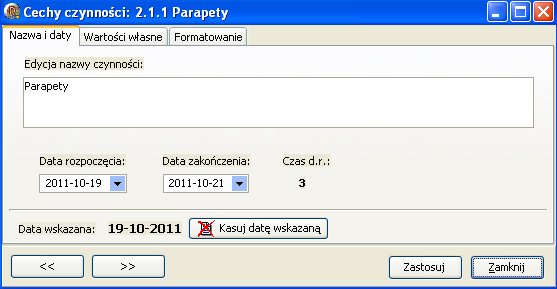 Cechy czynności: 2.1.1 Parapety
Nazwa i daty Wartości własne Formatowanie
Edycja nazwy czynności:
Parapety
Data rozpoczęcia: Data zakończenia: Czas d.r.:
2011-10-19 2011-10-21 3
Data wskazana: 19-10-2011 Kasuj datę wskazaną
<< >> Zastosuj Zamknij